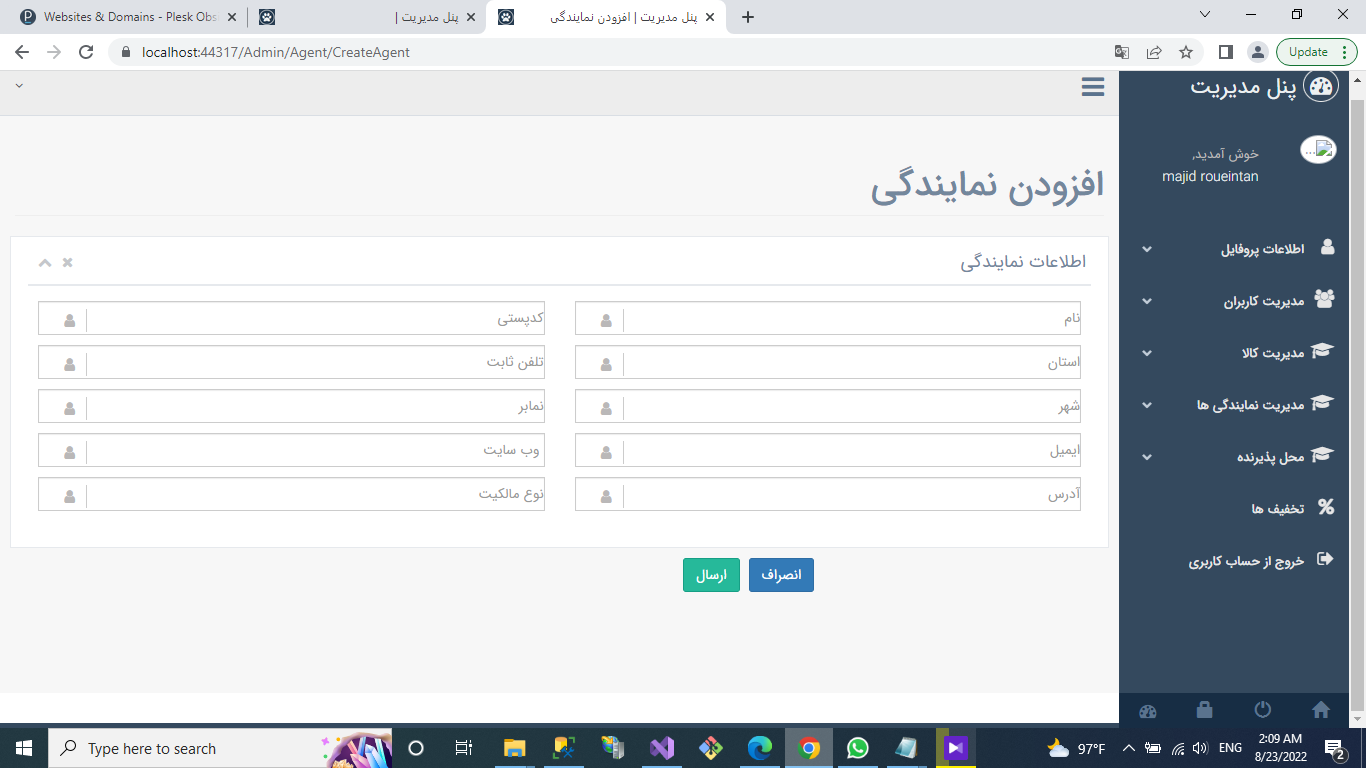 Websites & Domains - Plesk Obs
پنل مدیریت |
پنل مدیریت | افزودن نمایندگی
localhost:44317/Admin/Agent/CreateAgent
Update
پنل مدیریت
خوش آمدید,
majid roueintan
اطلاعات پروفایل
مدیریت کاربران
مدیریت کالا
مدیریت نمایندگی ها
محل پذیرنده
تخفیف ها
خروج از حساب کاربری
افزودن نمایندگی
اطلاعات نمایندگی
نام
کدپستی
استان
تلفن ثابت
شهر
نمابر
ایمیل
وب سایت
آدرس
نوع مالکیت
انصراف
ارسال
Type here to search
97°F
ENG
2:09 AM
8/23/2022
2